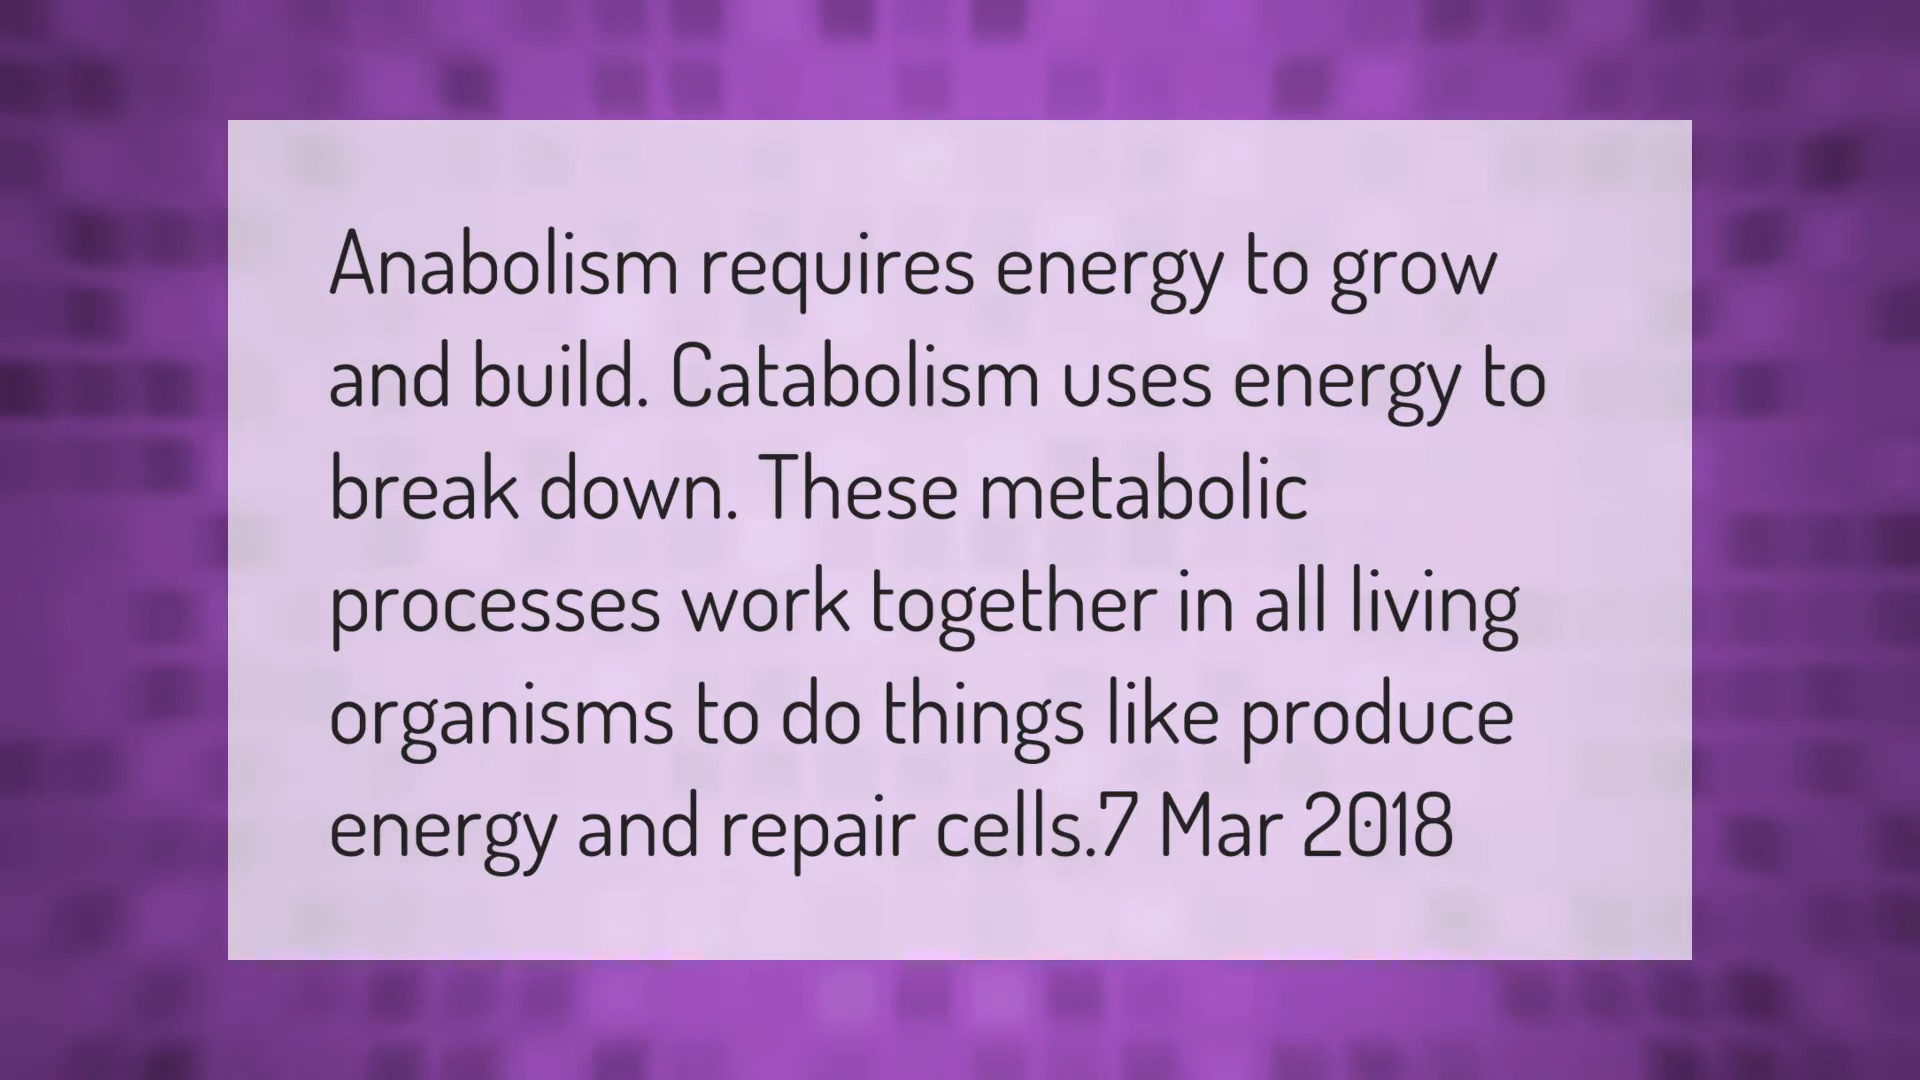 Anabolism requires energy to grow
and build. Catabolism uses energy to
break down. These metabolic
processes work together in all living
organisms to do things like produce
energy and repair cells.7 Mar 2018